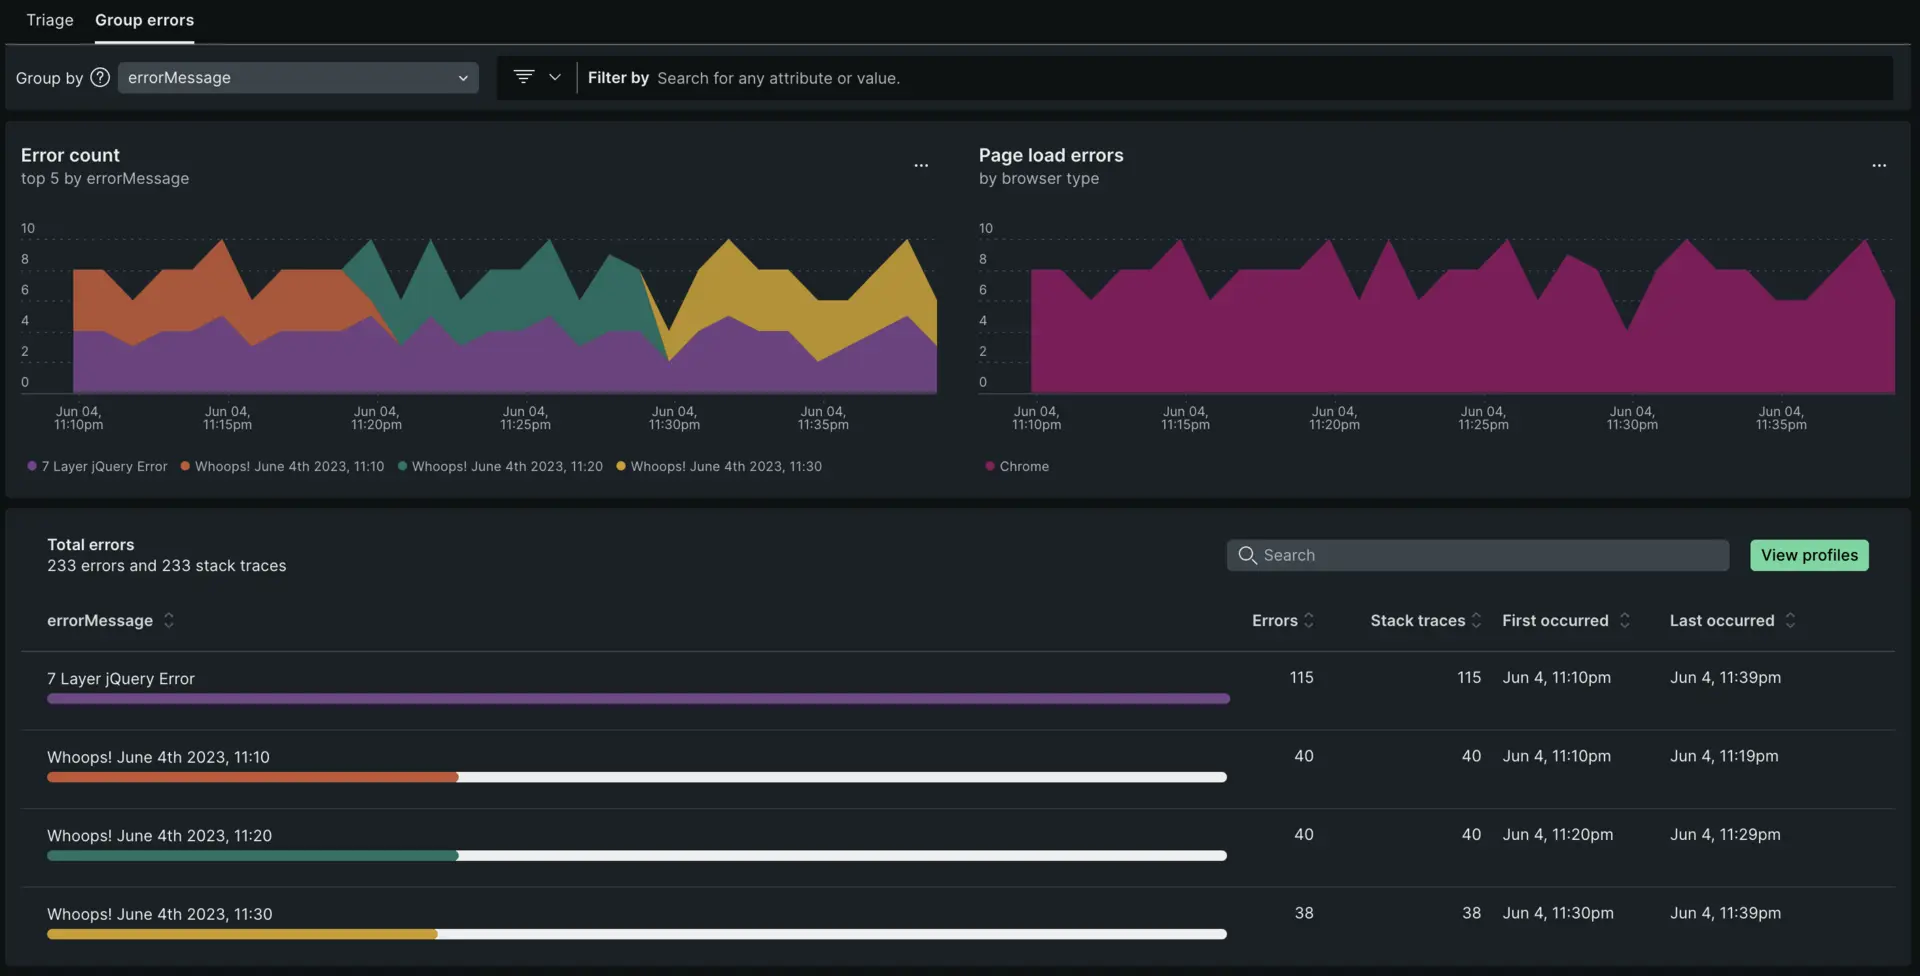 Triage Group errors
Group by ? errorMessage Filter by Search for any attribute or value.
Error count
top 5 by errorMessage
...
10
8
6
4
2
0
Jun 04, 11:10pm
Jun 04, 11:15pm
Jun 04, 11:20pm
Jun 04, 11:25pm
Jun 04, 11:30pm
Jun 04, 11:35pm
7 Layer jQuery Error Whoops! June 4th 2023, 11:10 Whoops! June 4th 2023, 11:20 Whoops! June 4th 2023, 11:30
Page load errors
by browser type
...
10
8
6
4
2
0
Jun 04, 11:10pm
Jun 04, 11:15pm
Jun 04, 11:20pm
Jun 04, 11:25pm
Jun 04, 11:30pm
Jun 04, 11:35pm
Chrome
Total errors
233 errors and 233 stack traces
Search
View profiles
errorMessage Errors Stack traces First occurred Last occurred
7 Layer jQuery Error 115 115 Jun 4, 11:10pm Jun 4, 11:39pm
Whoops! June 4th 2023, 11:10 40 40 Jun 4, 11:10pm Jun 4, 11:19pm
Whoops! June 4th 2023, 11:20 40 40 Jun 4, 11:20pm Jun 4, 11:29pm
Whoops! June 4th 2023, 11:30 38 38 Jun 4, 11:30pm Jun 4, 11:39pm